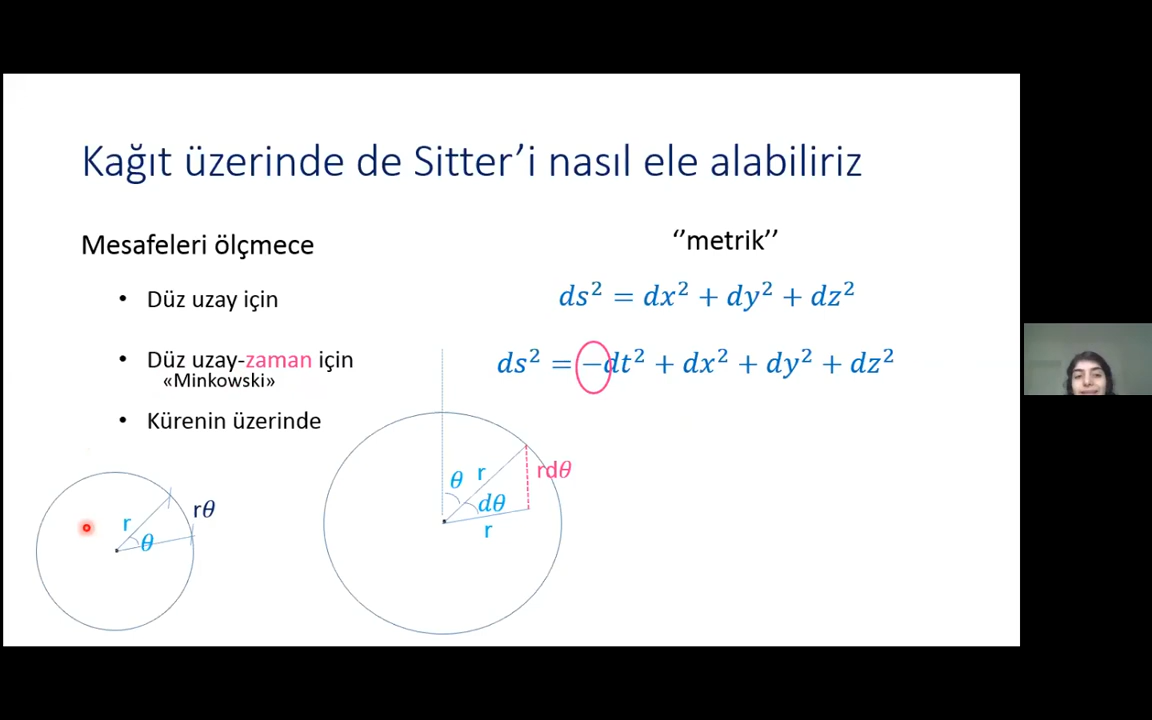 Kağıt üzerinde de Sitter’i nasıl ele alabiliriz
Mesafeleri ölçmece
‘’metrik’’
• Düz uzay için
ds² = dx² + dy² + dz²
• Düz uzay-zaman için
«Minkowski»
ds² = −dt² + dx² + dy² + dz²
• Kürenin üzerinde
r
θ
rθ
θ
r
dθ
r
rdθ